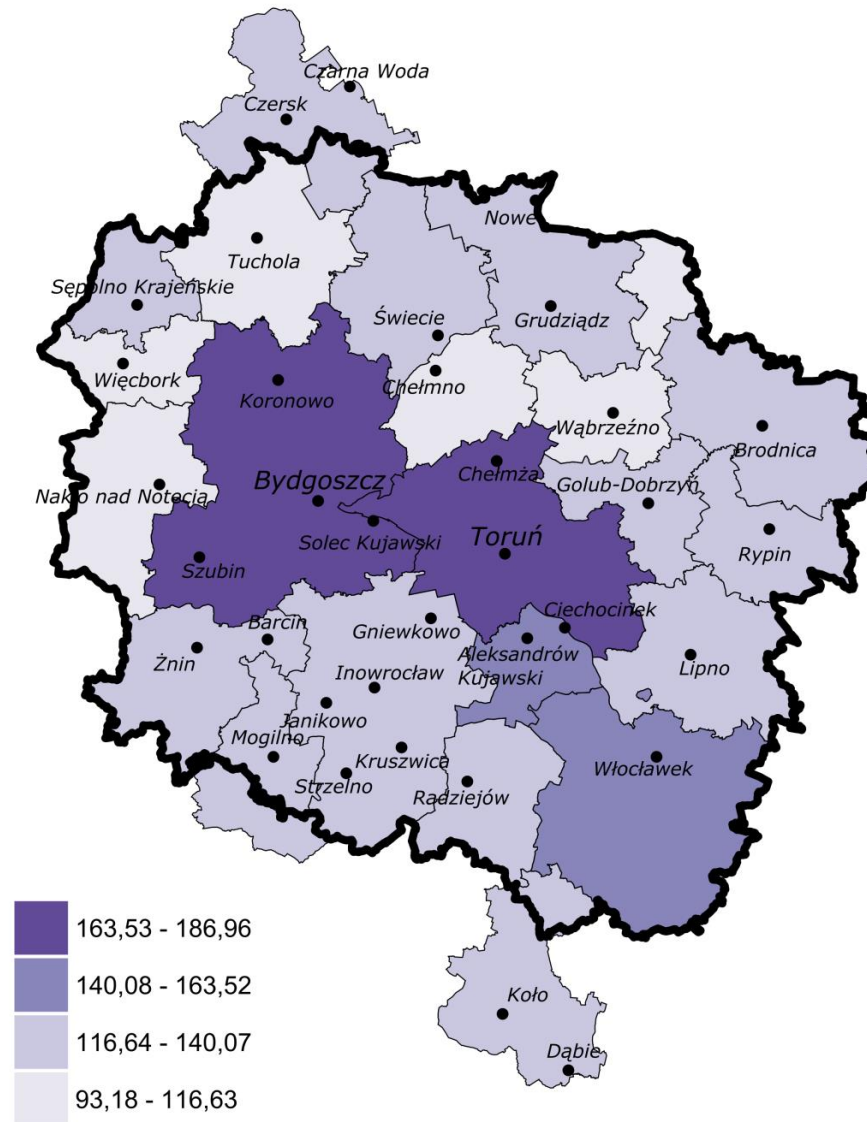 Czarna Woda
Czersk
Nowe
Tuchola
Sępolno Krajeńskie
Świecie
Grudziądz
Więcbork
Chełmno
Koronowo
Wąbrzeźno
Brodnica
Chełmża
Bydgoszcz
Golub-Dobrzyń
Nakło nad Notecią
Solec Kujawski
Toruń
Rypin
Szubin
Barcin
Gniewkowo
Ciechocinek
Żnin
Aleksandrów
Kujawski
Lipno
Inowrocław
Janikowo
Mogilno
Kruszwica
Włocławek
Strzelno
Radziejów
163,53 - 186,96
140,08 - 163,52
116,64 - 140,07
93,18 - 116,63
Koło
Dąbie